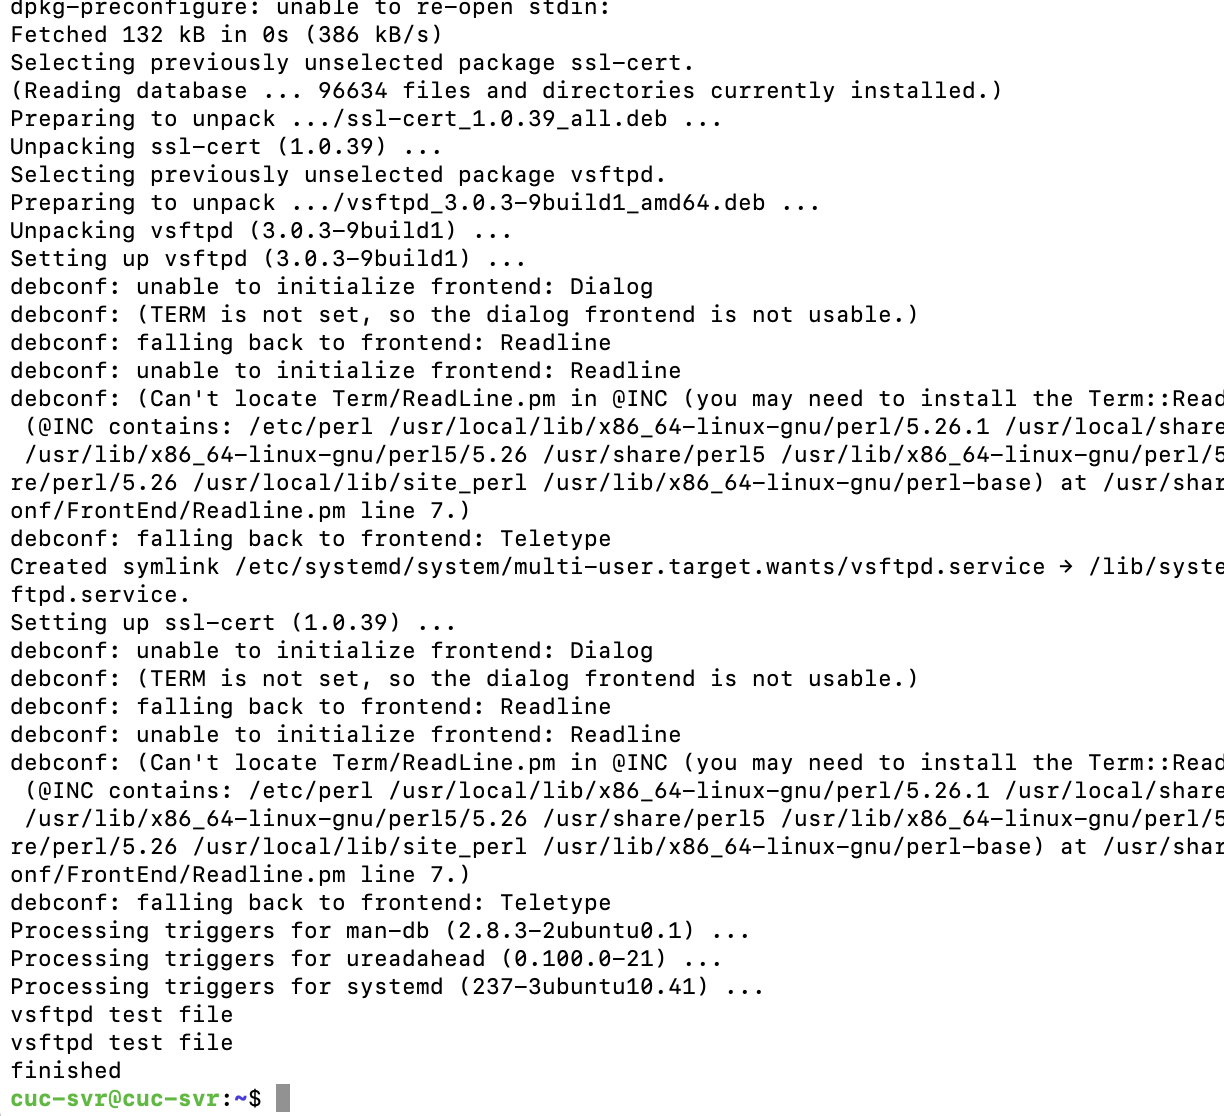 dpkg-preconfigure: unable to re-open stdin:
Fetched 132 kB in 0s (386 kB/s)
Selecting previously unselected package ssl-cert.
(Reading database ... 96634 files and directories currently installed.)
Preparing to unpack .../ssl-cert_1.0.39_all.deb ...
Unpacking ssl-cert (1.0.39) ...
Selecting previously unselected package vsftpd.
Preparing to unpack .../vsftpd_3.0.3-9build1_amd64.deb ...
Unpacking vsftpd (3.0.3-9build1) ...
Setting up vsftpd (3.0.3-9build1) ...
debconf: unable to initialize frontend: Dialog
debconf: (TERM is not set, so the dialog frontend is not usable.)
debconf: falling back to frontend: Readline
debconf: unable to initialize frontend: Readline
debconf: (Can't locate Term/ReadLine.pm in @INC (you may need to install the Term::Read
(@INC contains: /etc/perl /usr/local/lib/x86_64-linux-gnu/perl/5.26.1 /usr/local/share
/usr/lib/x86_64-linux-gnu/perl5/5.26 /usr/share/perl5 /usr/lib/x86_64-linux-gnu/perl/5
re/perl/5.26 /usr/local/lib/site_perl /usr/lib/x86_64-linux-gnu/perl-base) at /usr/shar
onf/FrontEnd/Readline.pm line 7.)
debconf: falling back to frontend: Teletype
Created symlink /etc/systemd/system/multi-user.target.wants/vsftpd.service → /lib/syste
ftpd.service.
Setting up ssl-cert (1.0.39) ...
debconf: unable to initialize frontend: Dialog
debconf: (TERM is not set, so the dialog frontend is not usable.)
debconf: falling back to frontend: Readline
debconf: unable to initialize frontend: Readline
debconf: (Can't locate Term/ReadLine.pm in @INC (you may need to install the Term::Read
(@INC contains: /etc/perl /usr/local/lib/x86_64-linux-gnu/perl/5.26.1 /usr/local/share
/usr/lib/x86_64-linux-gnu/perl5/5.26 /usr/share/perl5 /usr/lib/x86_64-linux-gnu/perl/5
re/perl/5.26 /usr/local/lib/site_perl /usr/lib/x86_64-linux-gnu/perl-base) at /usr/shar
onf/FrontEnd/Readline.pm line 7.)
debconf: falling back to frontend: Teletype
Processing triggers for man-db (2.8.3-2ubuntu0.1) ...
Processing triggers for ureadahead (0.100.0-21) ...
Processing triggers for systemd (237-3ubuntu10.41) ...
vsftpd test file
vsftpd test file
finished
cuc-svr@cuc-svr:~$